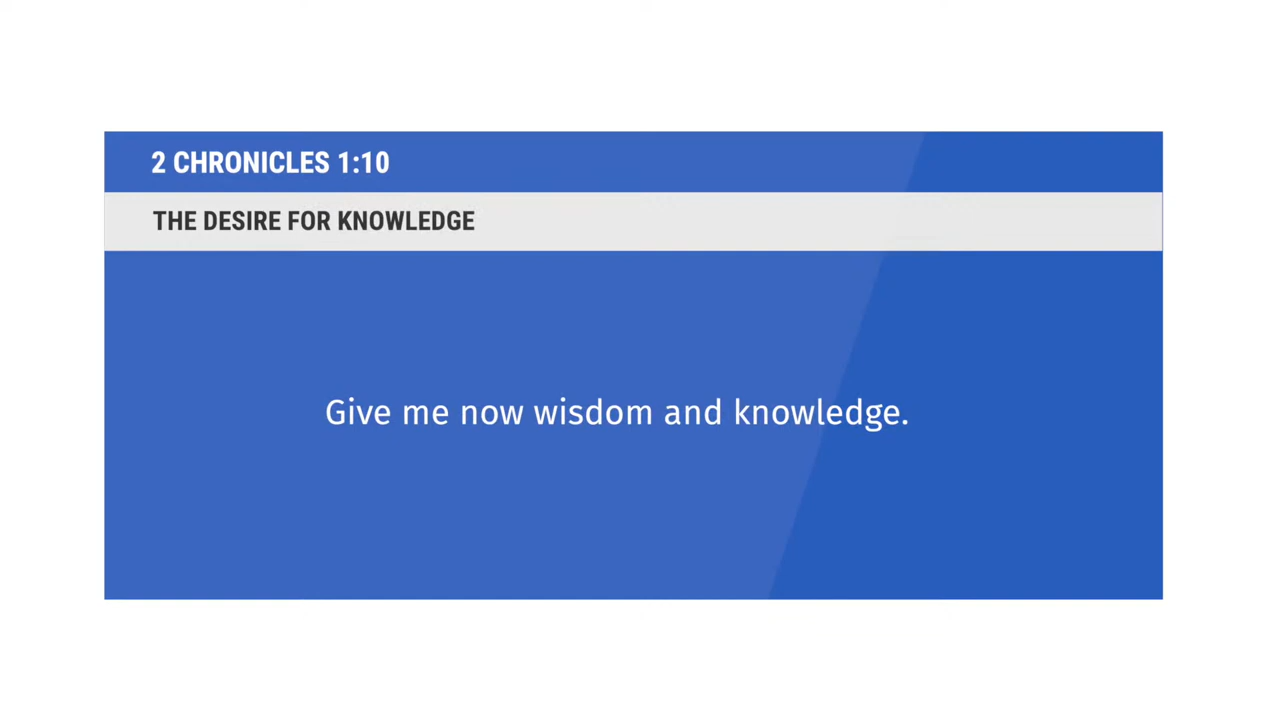 2 CHRONICLES 1:10
THE DESIRE FOR KNOWLEDGE
Give me now wisdom and knowledge.